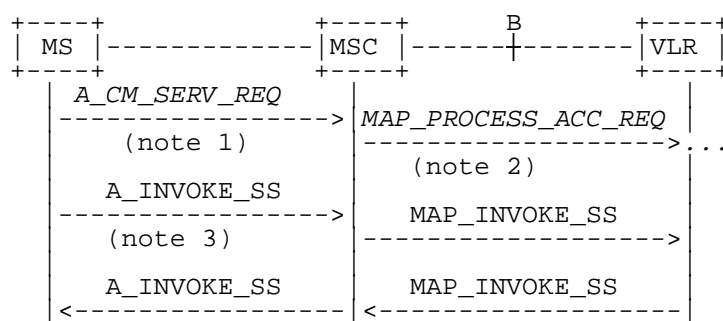 B
MS MSC VLR
A_CM_SERV_REQ
MAP_PROCESS_ACC_REQ
(note 1)
...
(note 2)
A_INVOKE_SS
MAP_INVOKE_SS
(note 3)
A_INVOKE_SS MAP_INVOKE_SS